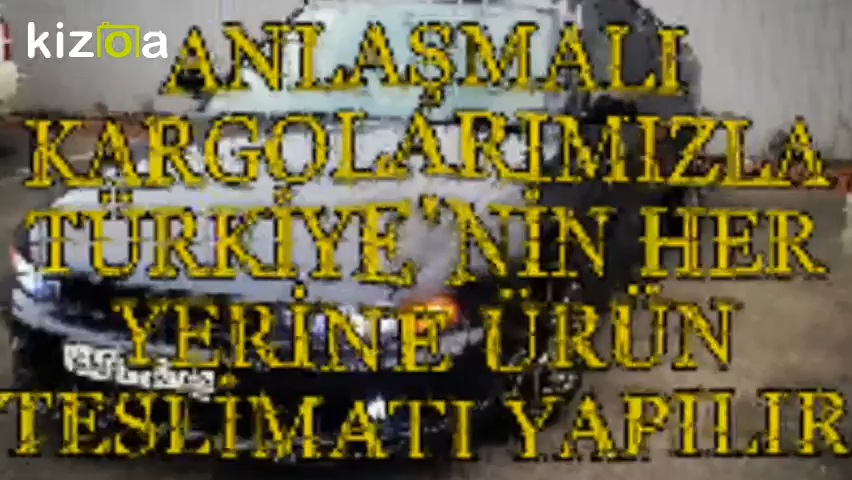 kizoa
ANLAŞMALI
KARGOLARIMIZLA
TÜRKİYE'NİN HER
YERİNE ÜRÜN
TESLİMATI YAPILIR